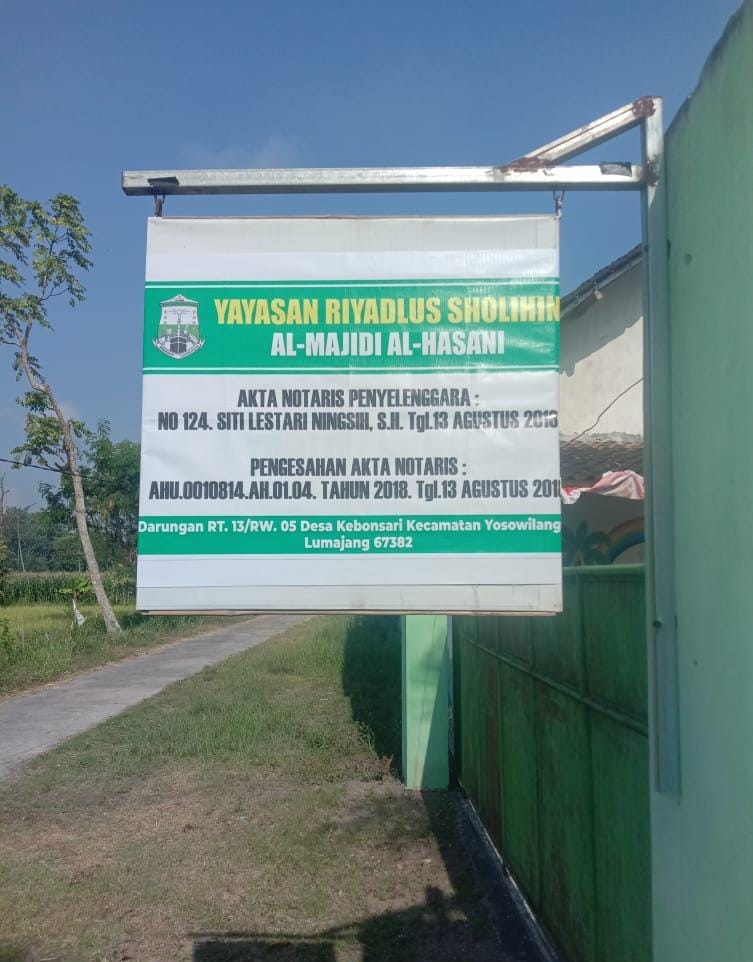 YAYASAN RIYADLUS SHOLIHIN
AL-MAJIDI AL-HASANI
AKTA NOTARIS PENYELENGGARA :
NO 124. SITI LESTARI NINGSIH, S.H. Tgl.13 AGUSTUS
PENGESAHAN AKTA NOTARIS :
AHU.0010814.AH.01.04. TAHUN 2018. Tgl.13 AGUSTUS
Darungan RT. 13/RW. 05 Desa Kebonsari Kecamatan Yosowilang
Lumajang 67382